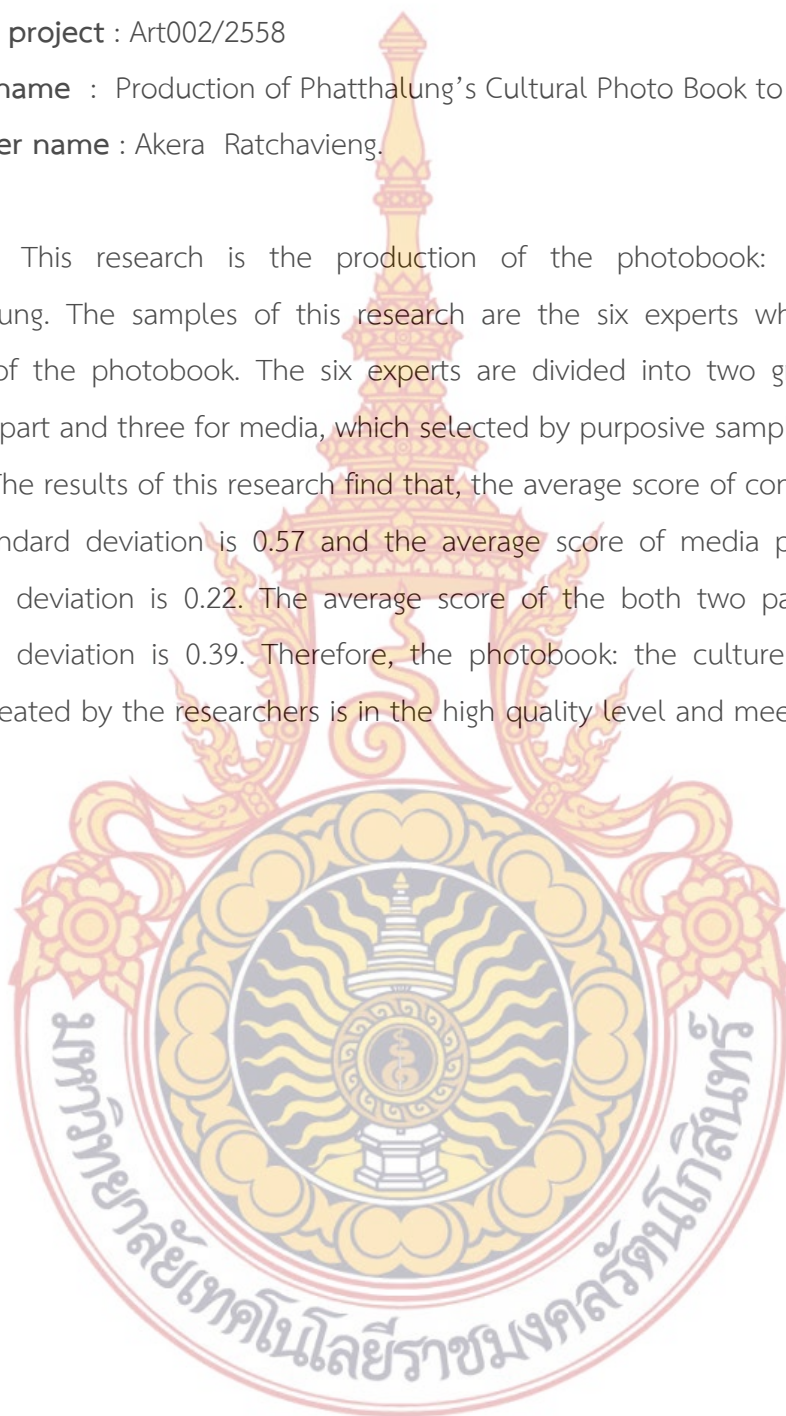 project : Art002/2558
name : Production of Phatthalung’s Cultural Photo Book to
er name : Akera Ratchavieng.
This research is the production of the photobook:
ung. The samples of this research are the six experts wh
of the photobook. The six experts are divided into two g
part and three for media, which selected by purposive samp
The results of this research find that, the average score of con
ndard deviation is 0.57 and the average score of media p
deviation is 0.22. The average score of the both two pa
deviation is 0.39. Therefore, the photobook: the culture
eated by the researchers is in the high quality level and mee
มหาวิทยาลัยเทคโนโลยีราชมงคลรัตนโกสินทร์